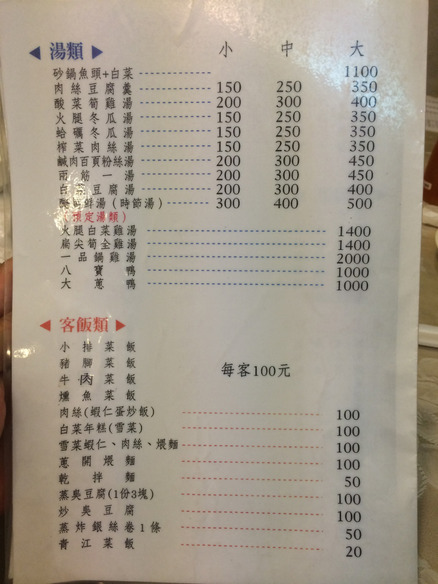 ◀ 湯類 ▶ 小 中 大
砂鍋魚頭+白菜 1100
肉絲豆腐羹 150 250 350
酸菜筍雞湯 200 300 400
火腿冬瓜湯 150 250 350
蛤蠣冬瓜湯 150 250 350
榨菜肉絲湯 150 250 350
鹹肉百頁粉絲湯 200 300 450
兩筋一湯 200 300 450
白菜豆腐湯 200 300 400
鮮湯(時節湯) 300 400 500
(預定湯類)
火腿白菜雞湯 1400
扁尖筍全雞湯 1400
一品鍋雞湯 2000
八寶鴨 1000
大蔥鴨 1000
◀ 客飯類 ▶
小排菜飯
豬腳菜飯
牛肉菜飯
燻魚菜飯
每客100元
肉絲(蝦仁蛋炒飯) 100
白菜年糕(雪菜) 100
雪菜蝦仁、肉絲、煨麵 100
蔥開煨麵 100
乾拌麵 50
蒸臭豆腐(1份3塊) 100
炒臭豆腐 100
蒸炸銀絲卷1條 50
青江菜飯 20